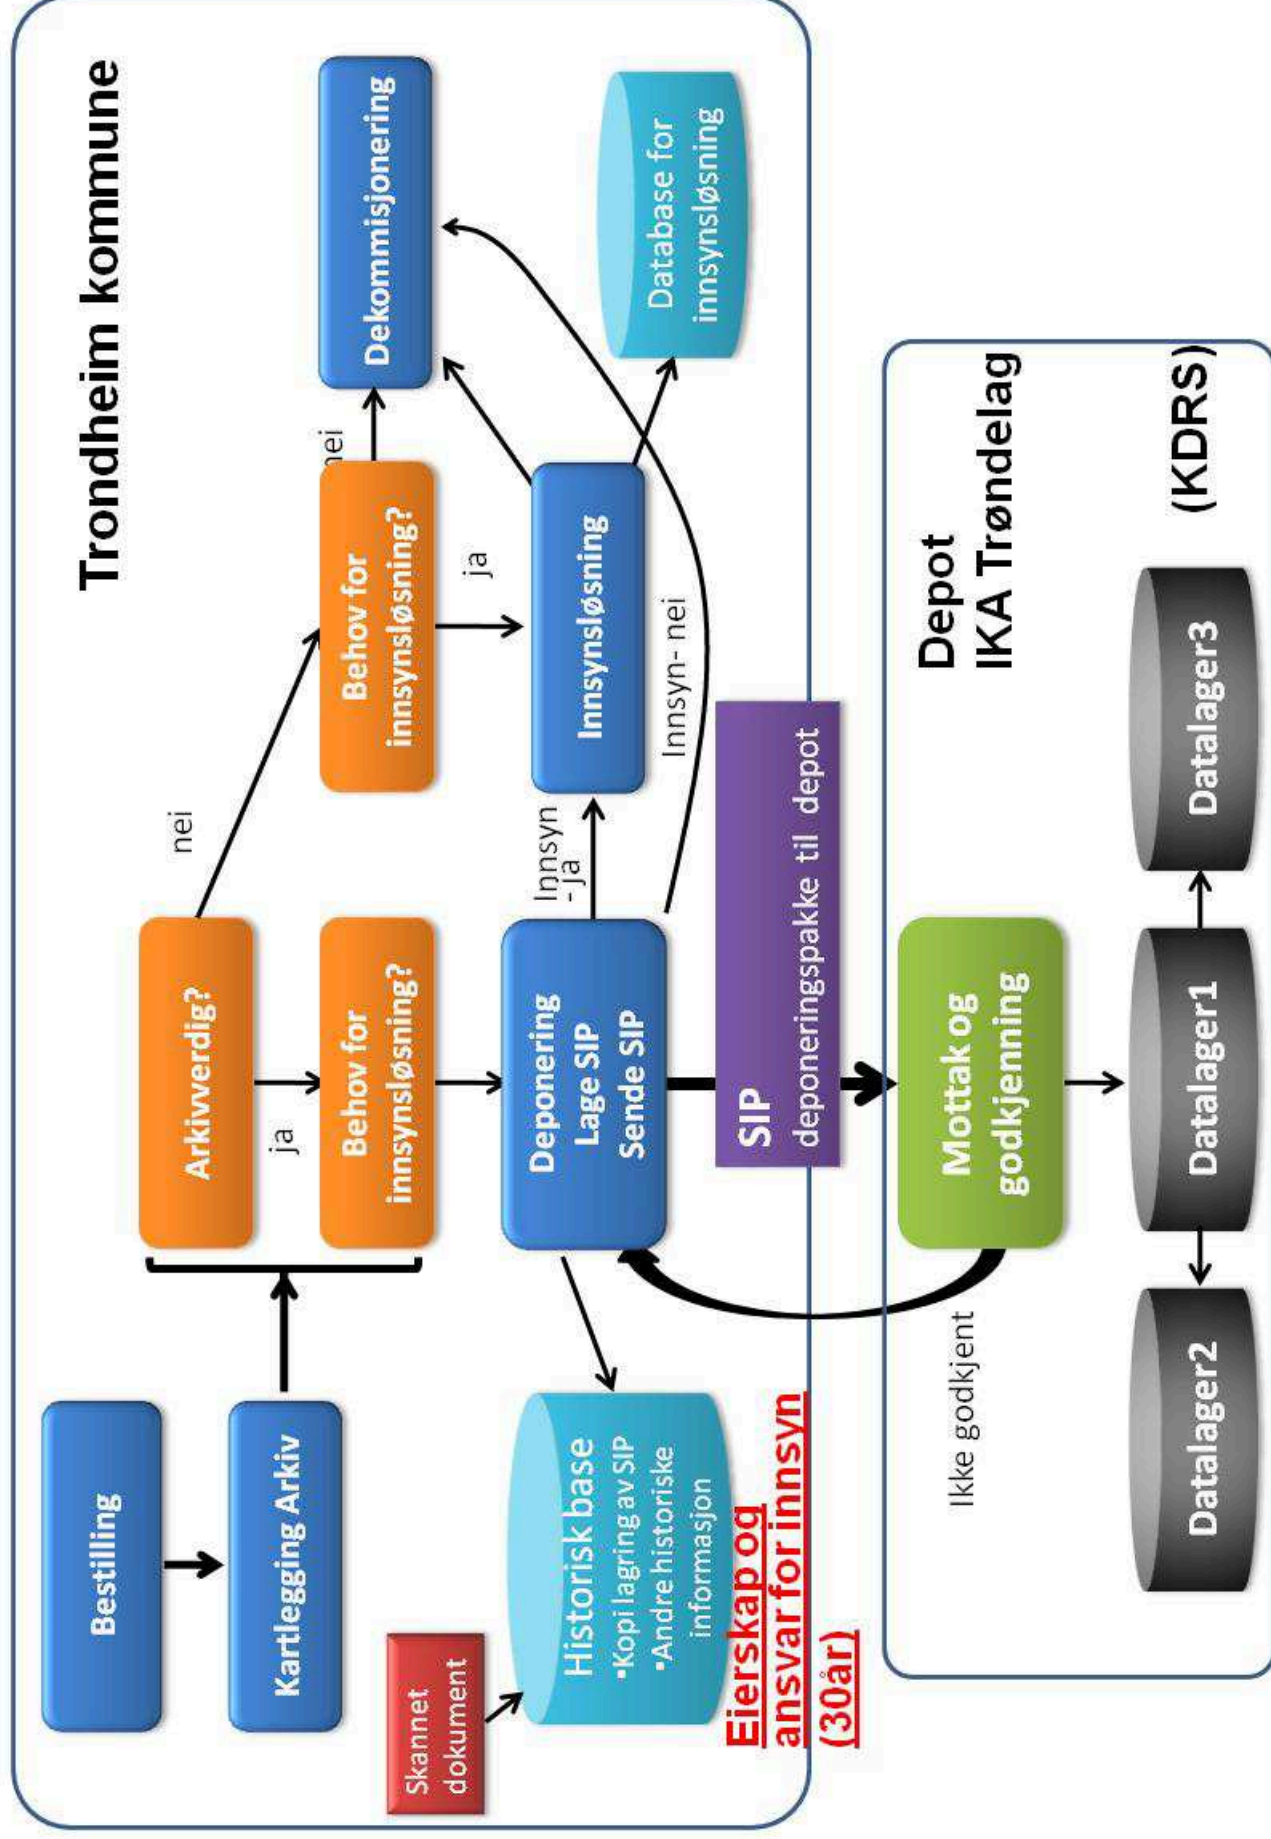 Trondheim kommune
Bestilling
Kartlegging Arkiv
Arkivverdig?
nei
ja
Behov for
innsynsløsning?
Behov for
innsynsløsning?
nei
ja
Dekommisjonering
Skannet
dokument
Historisk base
•Kopi lagring av SIP
•Andre historiske
informasjon
Deponering
Lage SIP
Sende SIP
Innsyn
- ja
Innsynsløsning
Innsyn- nei
Database for
innsynsløsning
Eierskap og
ansvar for innsyn
(30år)
SIP
deponeringspakke til depot
Depot
IKA Trøndelag
(KDRS)
Ikke godkjent
Mottak og
godkjenning
Datalager2
Datalager1
Datalager3